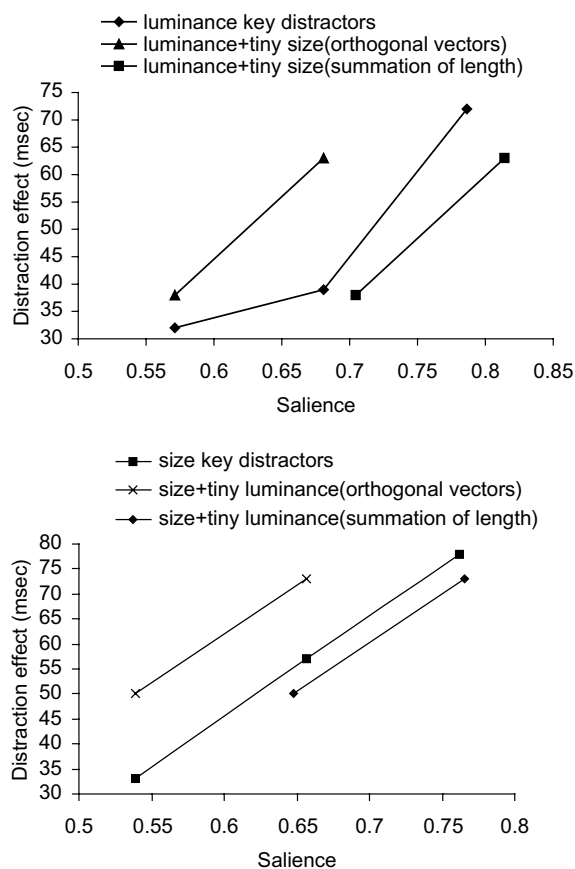 luminance key distractors
luminance+tiny size(orthogonal vectors)
luminance+tiny size(summation of length)
75
70
65
60
55
50
45
40
35
30
Distraction effect (msec)
0.5 0.55 0.6 0.65 0.7 0.75 0.8 0.85
Salience
size key distractors
size+tiny luminance(orthogonal vectors)
size+tiny luminance(summation of length)
80
75
70
65
60
55
50
45
40
35
30
Distraction effect (msec)
0.5 0.55 0.6 0.65 0.7 0.75 0.8
Salience